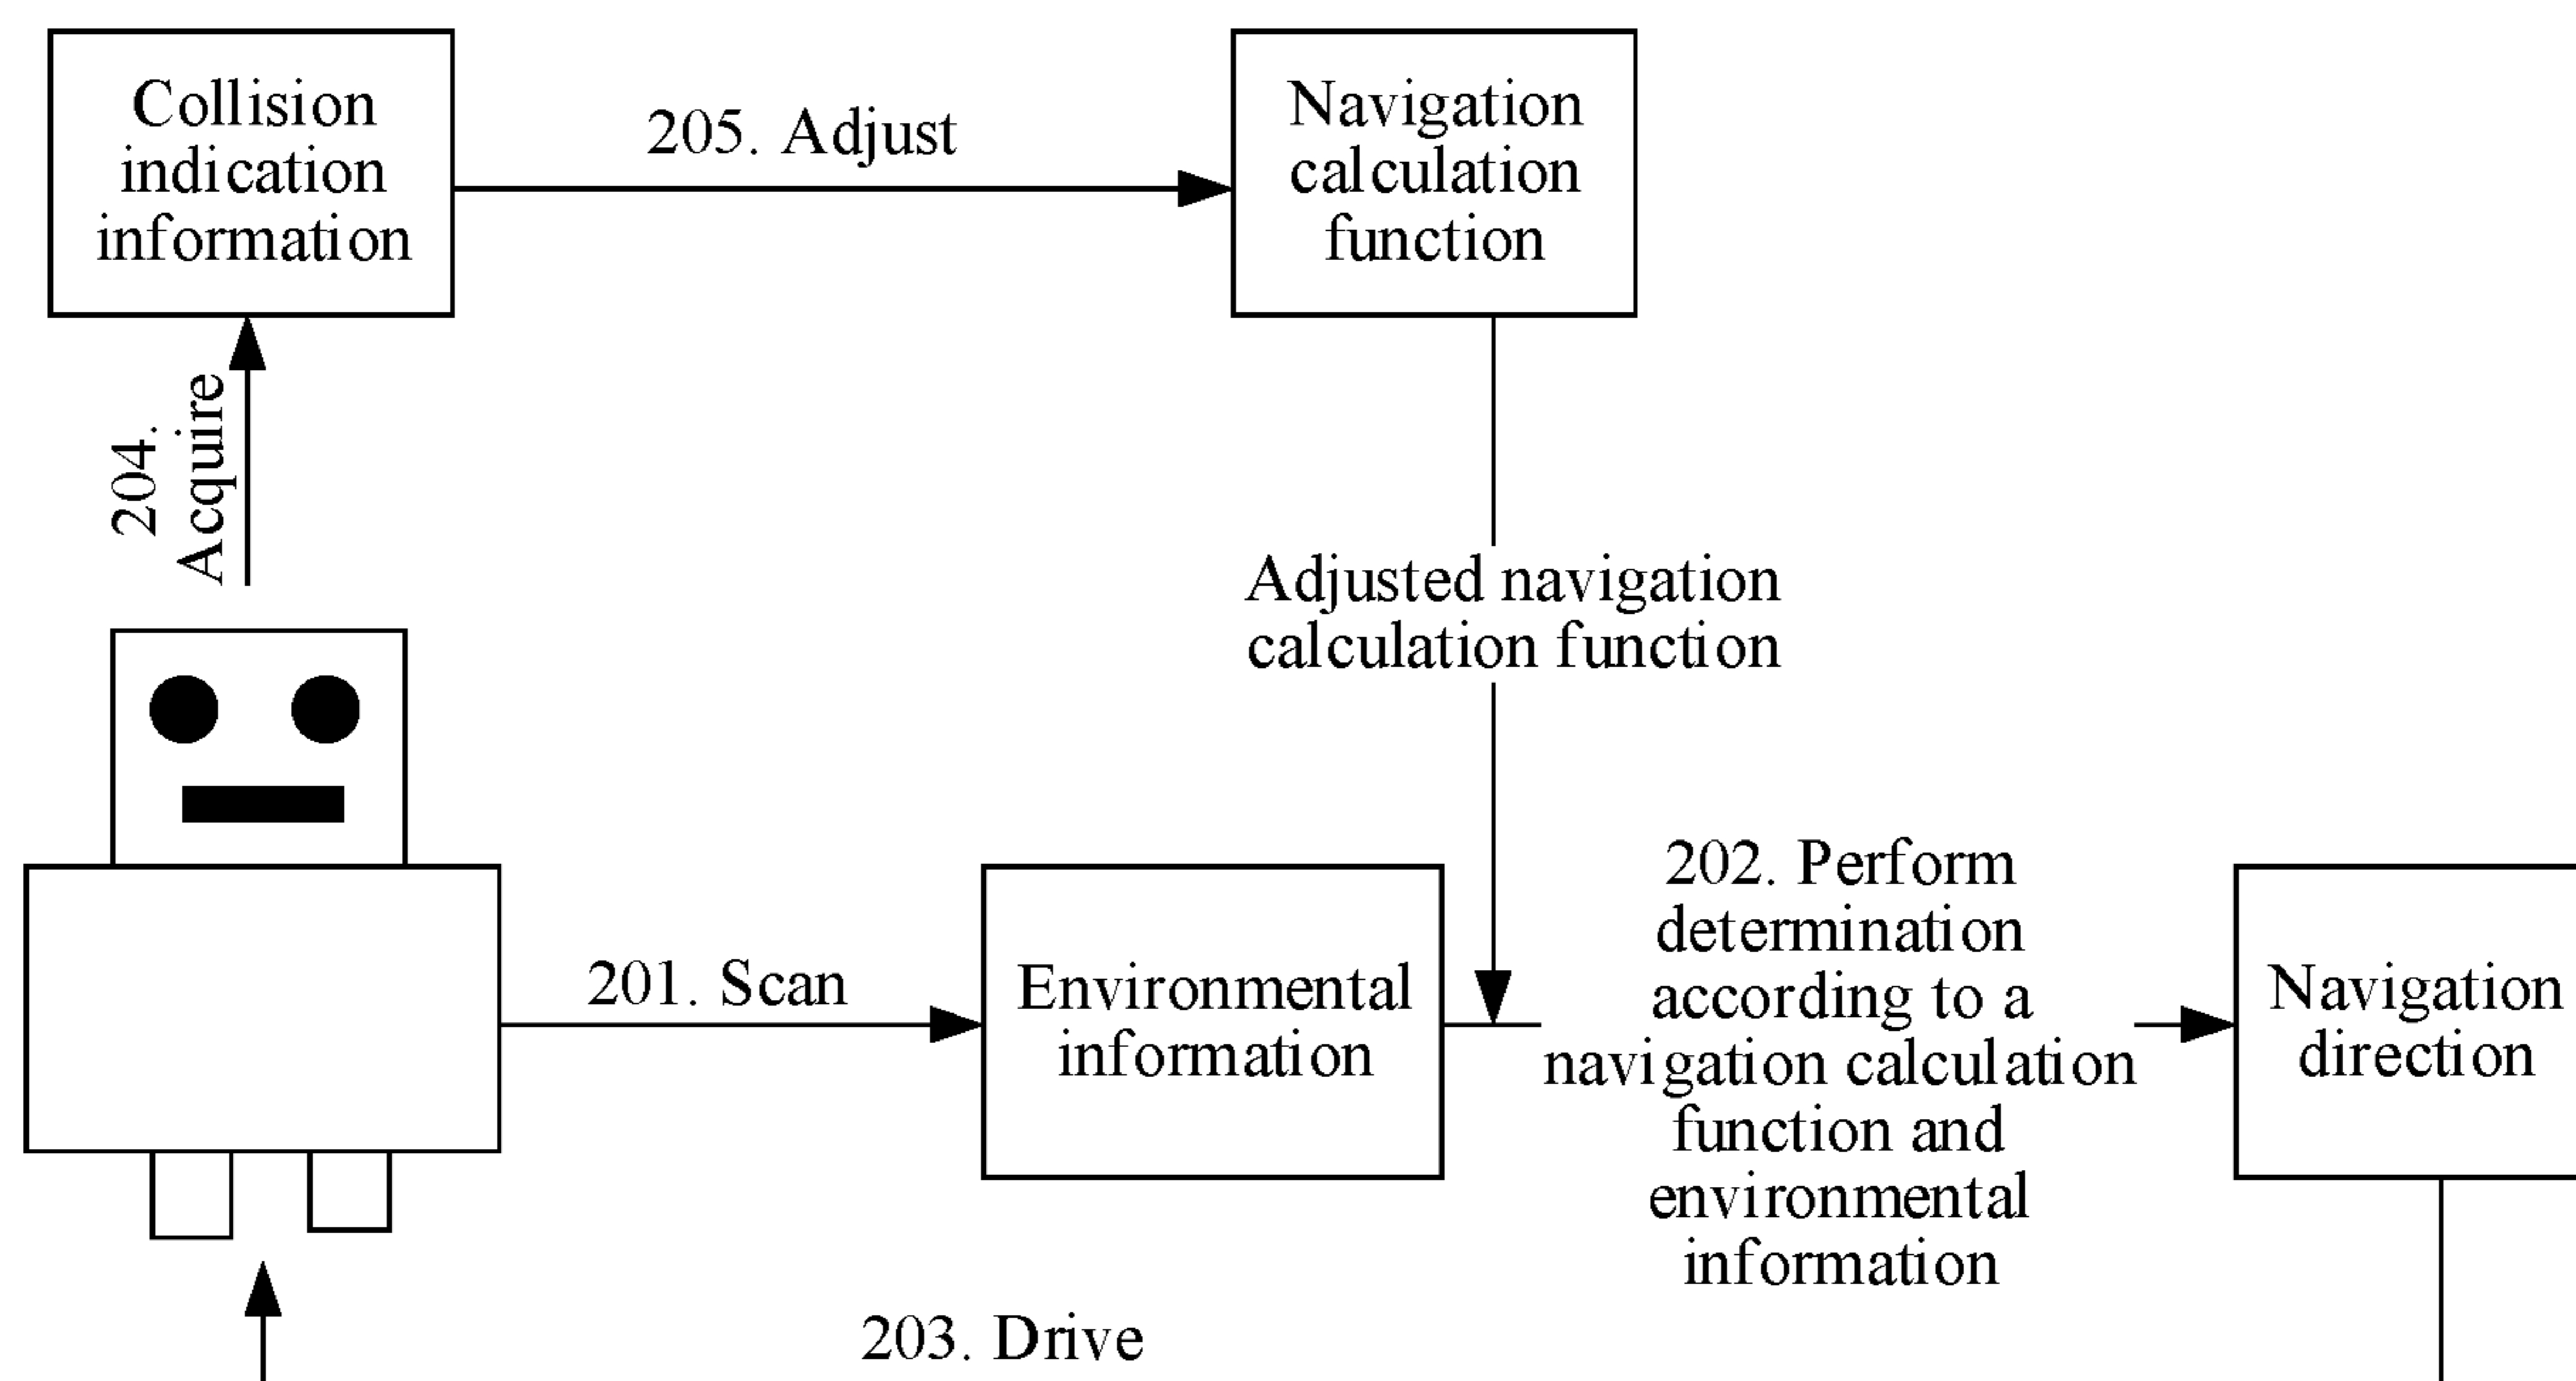 Collision
indication
information
205. Adjust
Navigation
calculation
function
204.
Acquire
Adjusted navigation
calculation function
201. Scan
Environmental
information
202. Perform
determination
according to a
navigation calculation
function and
environmental
information
Navigation
direction
203. Drive